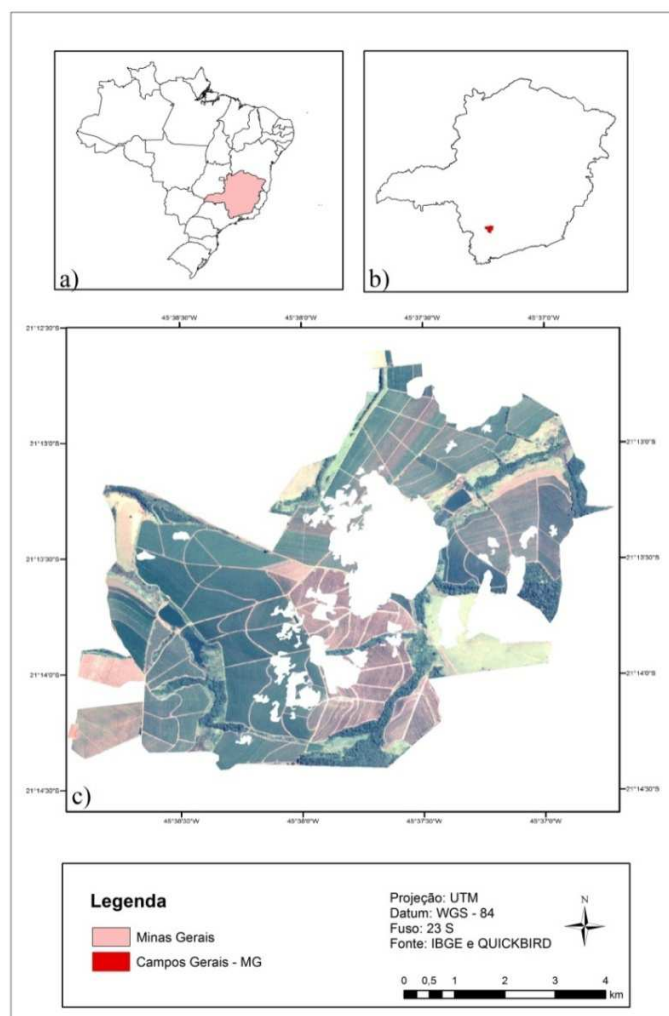 a)
b)
45°38'30"W 45°38'0"W 45°37'30"W 45°37'0"W
21°12'30"S
21°13'0"S 21°13'0"S
21°13'30"S 21°13'30"S
21°14'0"S 21°14'0"S
21°14'30"S 21°14'30"S
c)
45°38'30"W 45°38'0"W 45°37'30"W 45°37'0"W
Legenda
Minas Gerais
Campos Gerais - MG
Projeção: UTM
Datum: WGS - 84
Fuso: 23 S
Fonte: IBGE e QUICKBIRD
N
0 0,5 1 2 3 4
km